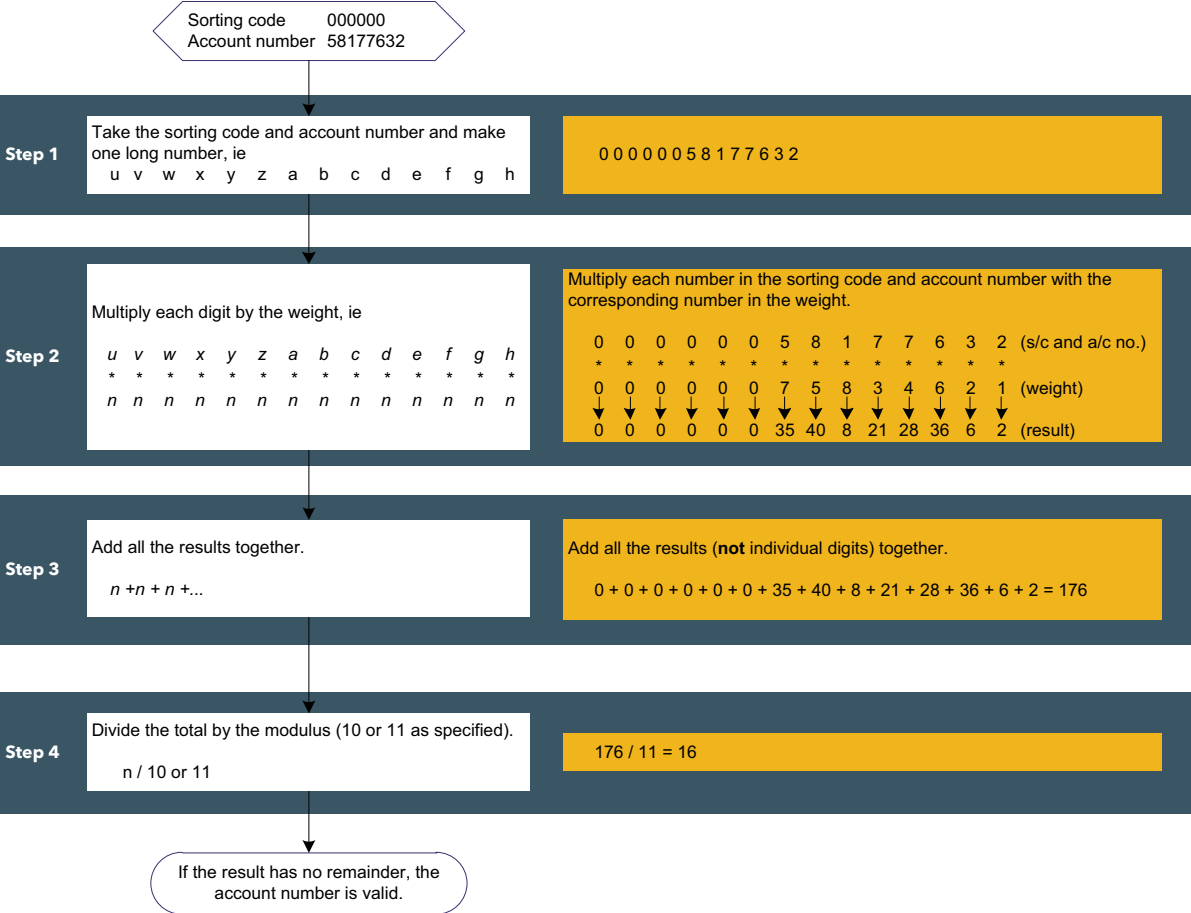 Sorting code 000000
Account number 58177632
Step 1
Take the sorting code and account number and make
one long number, ie
u v w x y z a b c d e f g h
0 0 0 0 0 0 5 8 1 7 7 6 3 2
Step 2
Multiply each digit by the weight, ie
u v w x y z a b c d e f g h
* * * * * * * * * * * * * *
n n n n n n n n n n n n n n
Multiply each number in the sorting code and account number with the
corresponding number in the weight.
0 0 0 0 0 0 5 8 1 7 7 6 3 2 (s/c and a/c no.)
* * * * * * * * * * * * * *
0 0 0 0 0 0 7 5 8 3 4 6 2 1 (weight)
0 0 0 0 0 0 35 40 8 21 28 36 6 2 (result)
Step 3
Add all the results together.
n +n + n +...
Add all the results (not individual digits) together.
0 + 0 + 0 + 0 + 0 + 0 + 35 + 40 + 8 + 21 + 28 + 36 + 6 + 2 = 176
Step 4
Divide the total by the modulus (10 or 11 as specified).
n / 10 or 11
176 / 11 = 16
If the result has no remainder, the
account number is valid.